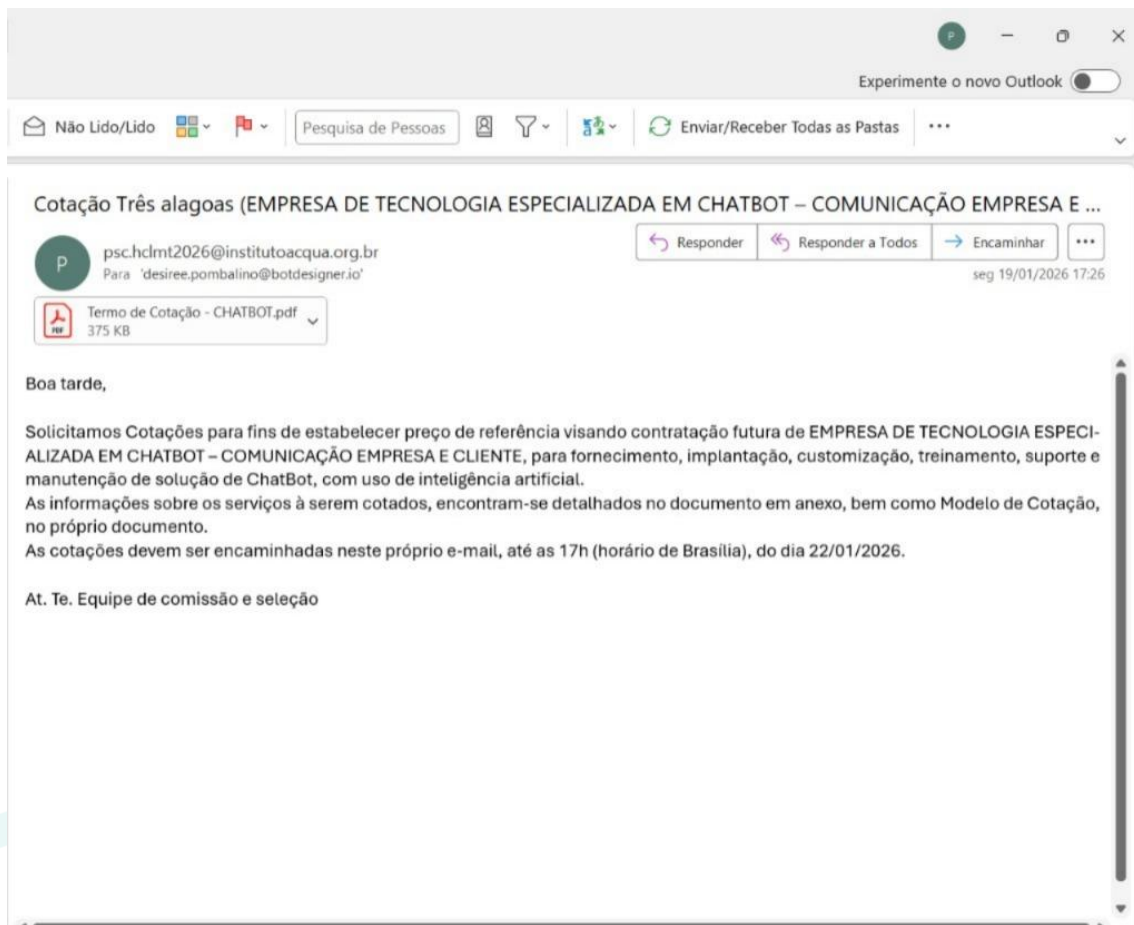 P
Experimente o novo Outlook
Não Lido/Lido
Pesquisa de Pessoas
Enviar/Receber Todas as Pastas
...
Cotação Três alagoas (EMPRESA DE TECNOLOGIA ESPECIALIZADA EM CHATBOT – COMUNICAÇÃO EMPRESA E ...
P
psc.hclmt2026@institutoacqua.org.br
Responder
Responder a Todos
Encaminhar
...
Para 'desiree.pombalino@botdesigner.io'
seg 19/01/2026 17:26
PDF
Termo de Cotação - CHATBOT.pdf
375 KB
Boa tarde,
Solicitamos Cotações para fins de estabelecer preço de referência visando contratação futura de EMPRESA DE TECNOLOGIA ESPECI-
ALIZADA EM CHATBOT – COMUNICAÇÃO EMPRESA E CLIENTE, para fornecimento, implantação, customização, treinamento, suporte e
manutenção de solução de ChatBot, com uso de inteligência artificial.
As informações sobre os serviços à serem cotados, encontram-se detalhados no documento em anexo, bem como Modelo de Cotação,
no próprio documento.
As cotações devem ser encaminhadas neste próprio e-mail, até as 17h (horário de Brasília), do dia 22/01/2026.
At. Te. Equipe de comissão e seleção